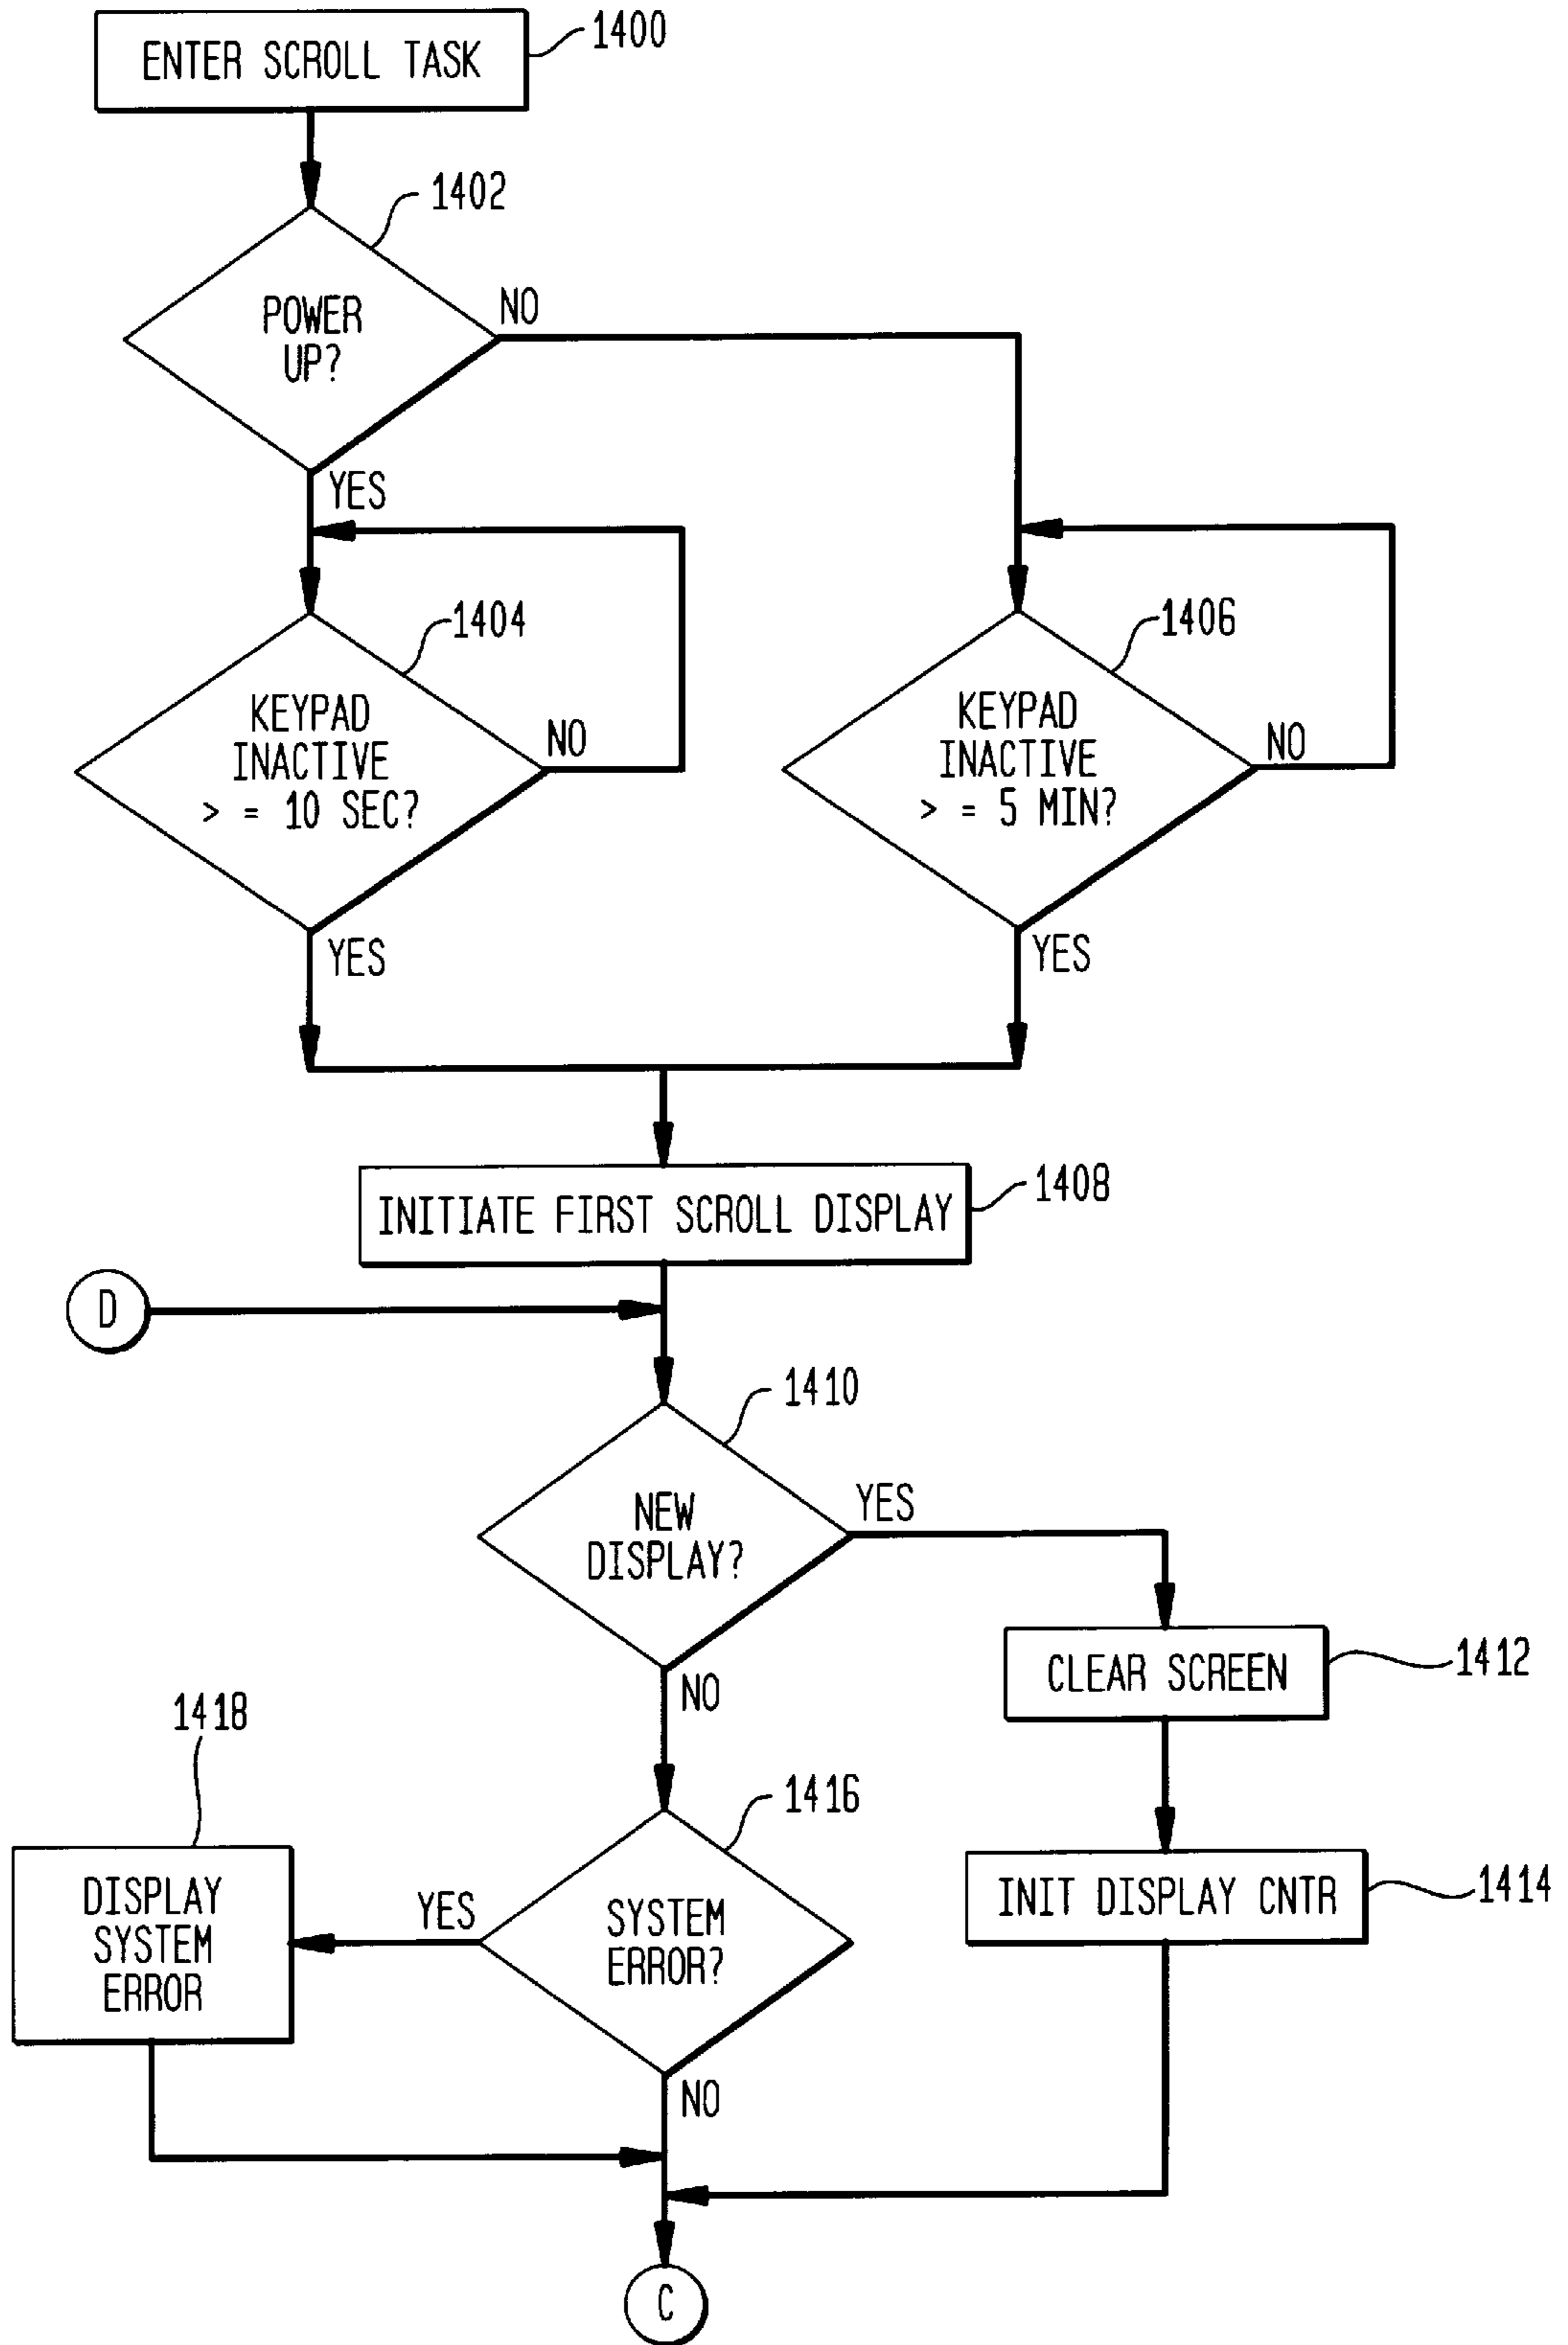 ENTER SCROLL TASK
1400
1402
POWER
UP?
NO
YES
1404
KEYPAD
INACTIVE
> = 10 SEC?
NO
YES
1406
KEYPAD
INACTIVE
> = 5 MIN?
NO
YES
INITIATE FIRST SCROLL DISPLAY
1408
D
1410
NEW
DISPLAY?
YES
NO
CLEAR SCREEN
1412
INIT DISPLAY CNTR
1414
1416
SYSTEM
ERROR?
YES
NO
1418
DISPLAY
SYSTEM
ERROR
C